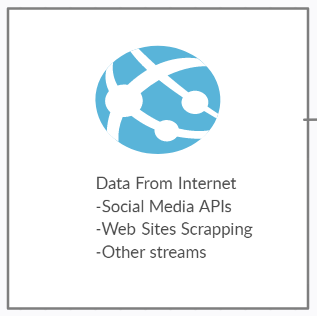 Data From Internet
-Social Media APIs
-Web Sites Scrapping
-Other streams